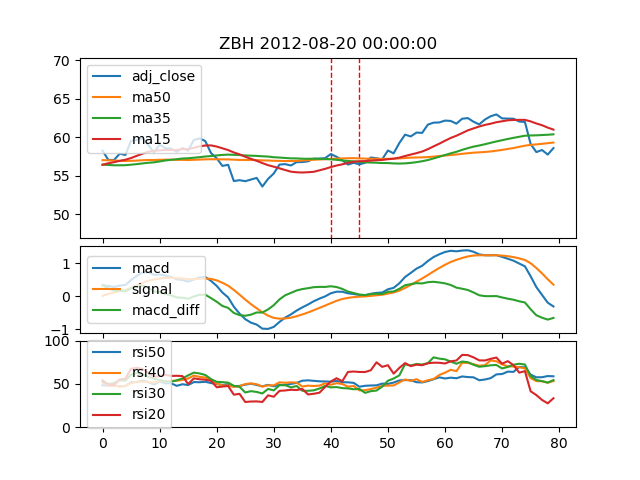 ZBH 2012-08-20 00:00:00
70
65
60
55
50
adj_close
ma50
ma35
ma15
1
0
−1
macd
signal
macd_diff
100
50
0
rsi50
rsi40
rsi30
rsi20
0 10 20 30 40 50 60 70 80